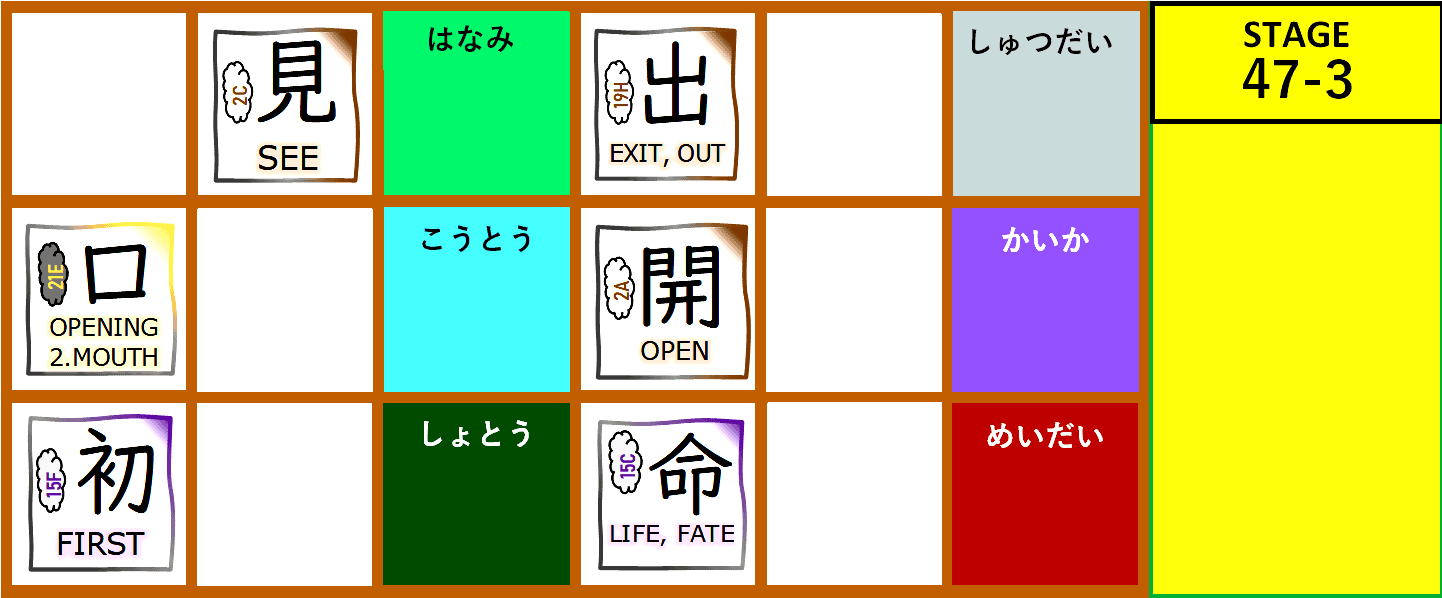 2C
見
SEE
はなみ
19H
出
EXIT, OUT
しゅつだい
STAGE
47-3
21E
口
OPENING
2.MOUTH
こうとう
2A
開
OPEN
かいか
15F
初
FIRST
しょとう
15C
命
LIFE, FATE
めいだい